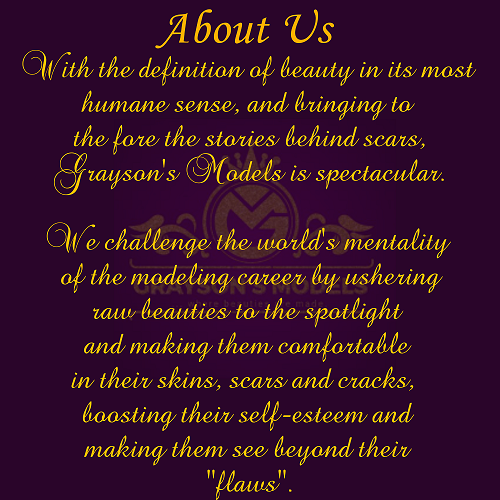 About Us
With the definition of beauty in its most
humane sense, and bringing to
the fore the stories behind scars,
Grayson's Models is spectacular.
We challenge the world's mentality
of the modeling career by ushering
GRAYSON'S MODELS
raw beauties to the spotlight
and making them comfortable
in their skins, scars and cracks,
boosting their self-esteem and
making them see beyond their
"flaws".